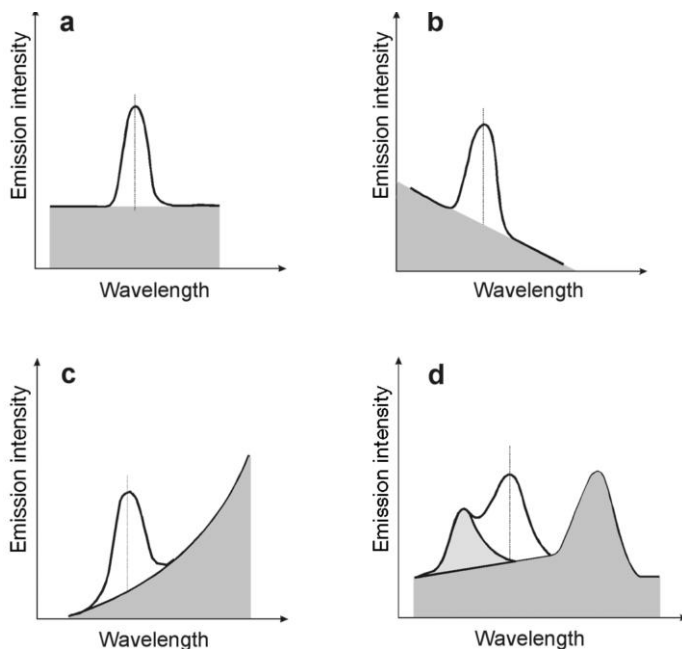 a
Emission intensity
Wavelength
b
Emission intensity
Wavelength
c
Emission intensity
Wavelength
d
Emission intensity
Wavelength